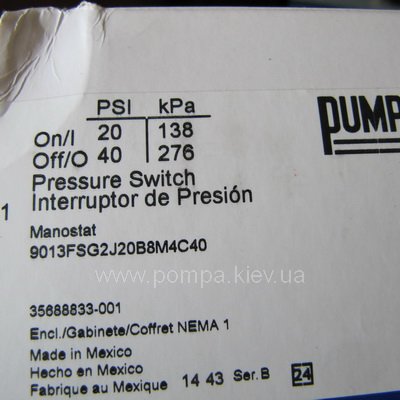 PSI kPa
On/I 20 138
Off/O 40 276
PUMP
Pressure Switch
1
Interruptor de Presión
Manostat
9013FSG2J20B8M4C40
www.pompa.kiev.ua
35688833-001
Encl./Gabinete/Coffret NEMA 1
Made in Mexico
Hecho en Mexico
Fabrique au Mexique 14 43 Ser. B 24